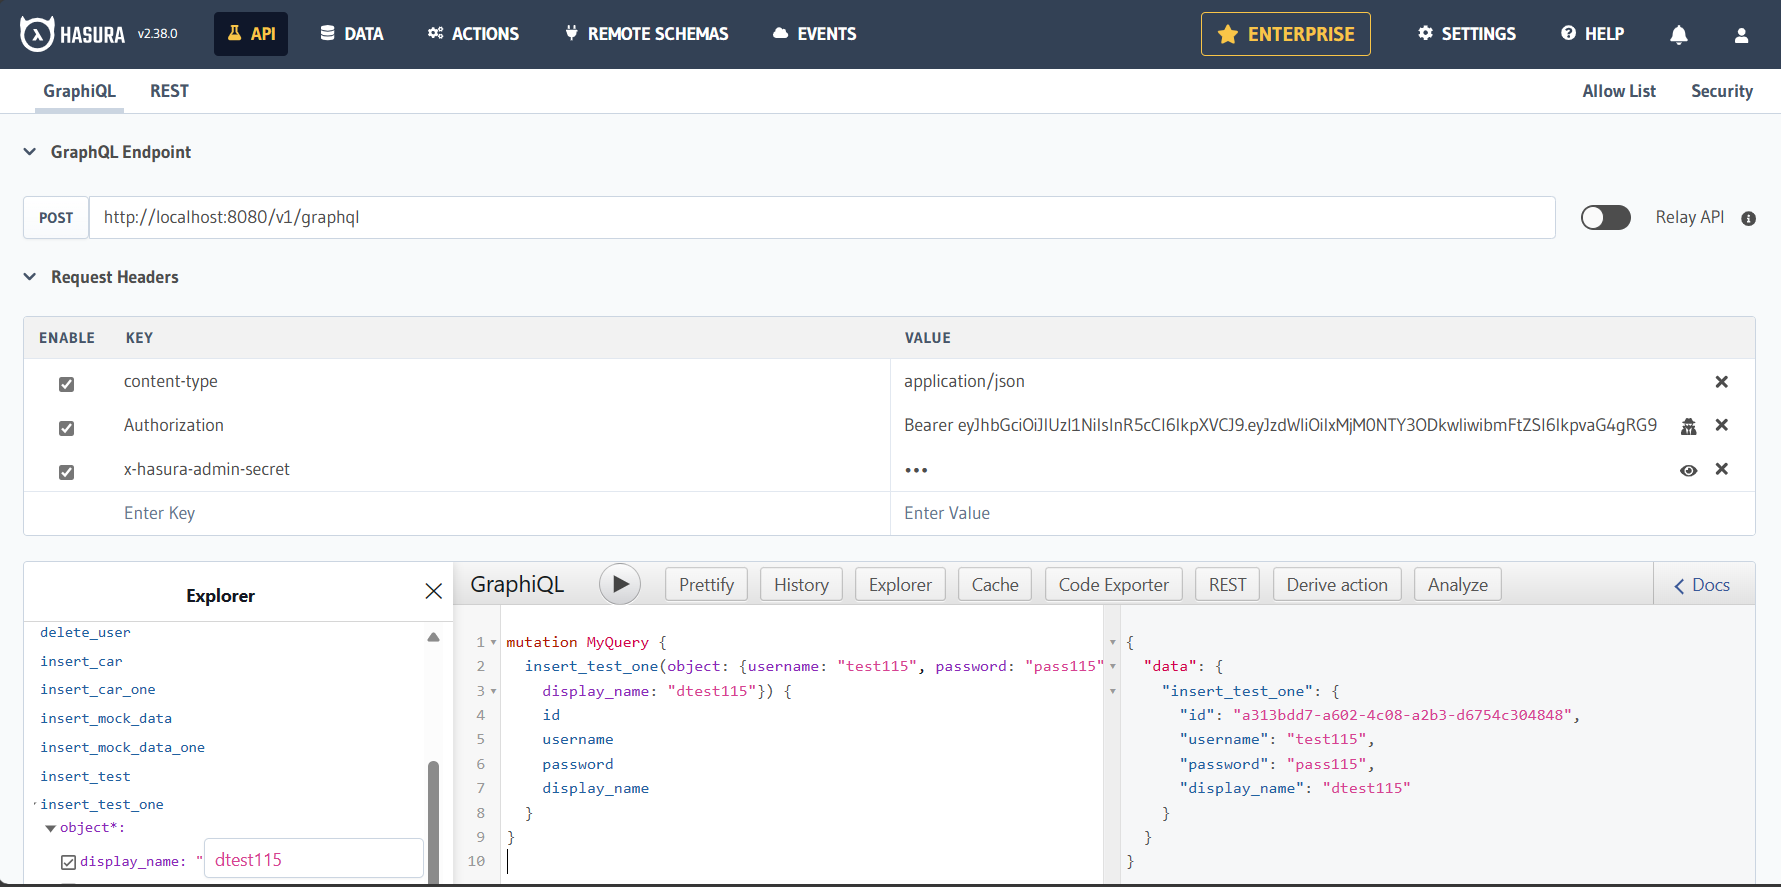 HASURA v2.38.0 API DATA ACTIONS REMOTE SCHEMAS EVENTS ENTERPRISE SETTINGS HELP
GraphiQL REST Allow List Security
GraphQL Endpoint
POST http://localhost:8080/v1/graphql Relay API
Request Headers
ENABLE KEY VALUE
content-type application/json
Authorization Bearer eyJhbGciOiJIUzI1NiIsInR5cCI6IkpXVCJ9.eyJzdWIiOiIxMjM0NTY3ODkwIiwibmFtZSI6IkpvaG4gRG9
x-hasura-admin-secret •••
Enter Key Enter Value
Explorer
delete_user
insert_car
insert_car_one
insert_mock_data
insert_mock_data_one
insert_test
insert_test_one
object*:
display_name: " dtest115
GraphiQL Prettify History Explorer Cache Code Exporter REST Derive action Analyze Docs
1 mutation MyQuery {
2 insert_test_one(object: {username: "test115", password: "pass115"
3 display_name: "dtest115"}) {
4 id
5 username
6 password
7 display_name
8 }
9 }
10
{
"data": {
"insert_test_one": {
"id": "a313bdd7-a602-4c08-a2b3-d6754c304848",
"username": "test115",
"password": "pass115",
"display_name": "dtest115"
}
}
}